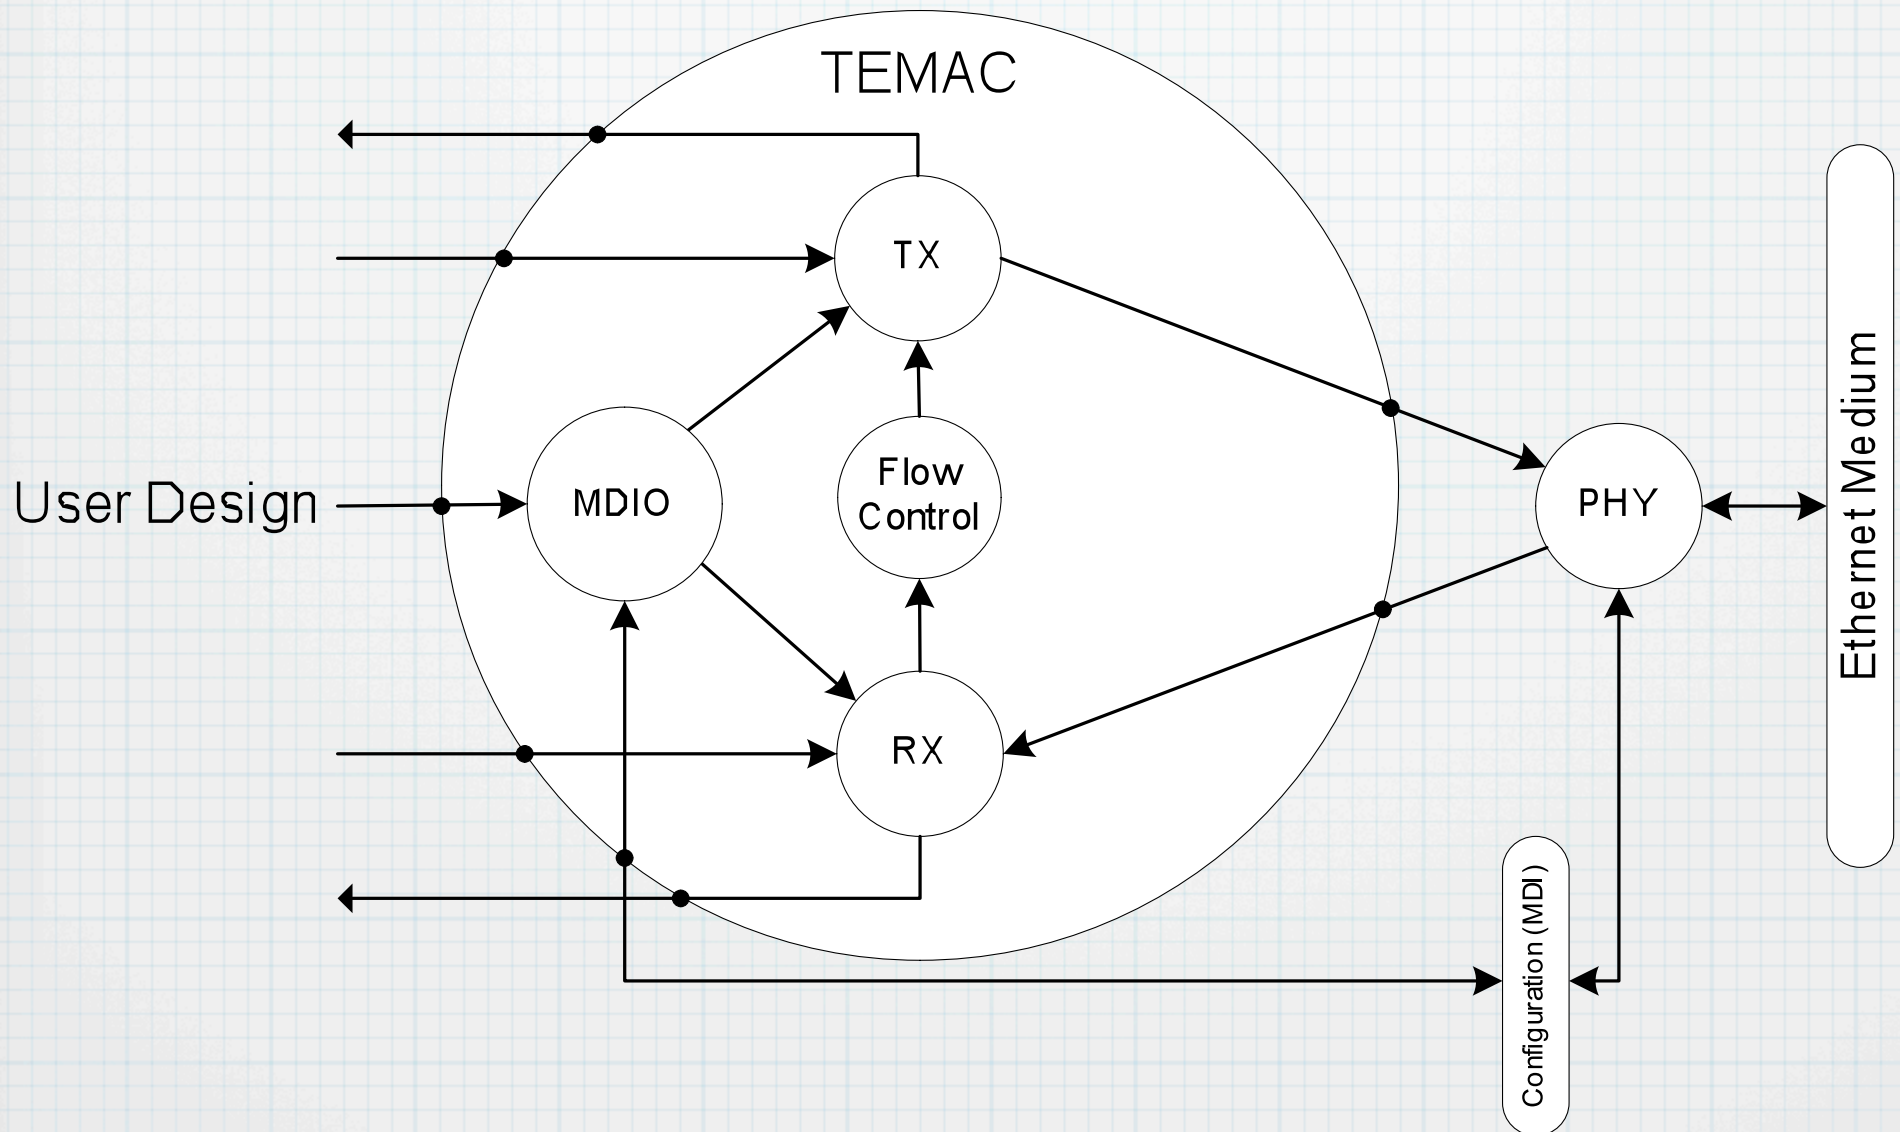 TEMAC
TX
User Design
MDIO
Flow
Control
PHY
Ethernet Medium
RX
Configuration (MDI)